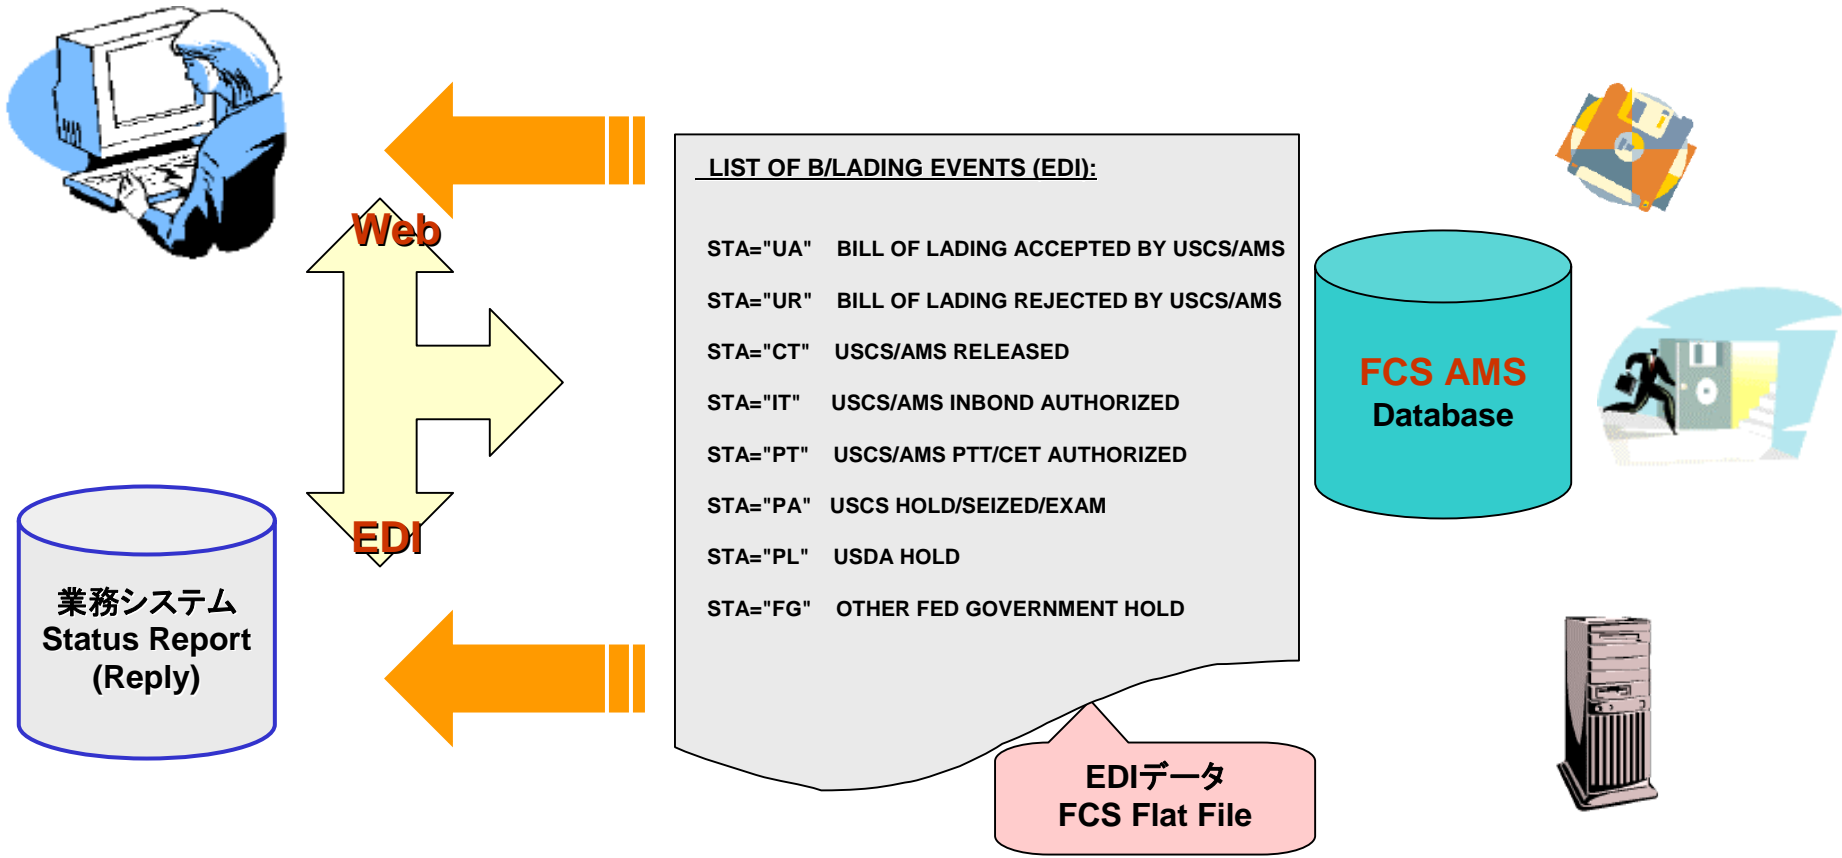 LIST OF B/LADING EVENTS (EDI):
STA="UA" BILL OF LADING ACCEPTED BY USCS/AMS
STA="UR" BILL OF LADING REJECTED BY USCS/AMS
STA="CT" USCS/AMS RELEASED
STA="IT" USCS/AMS INBOND AUTHORIZED
STA="PT" USCS/AMS PTT/CET AUTHORIZED
STA="PA" USCS HOLD/SEIZED/EXAM
STA="PL" USDA HOLD
STA="FG" OTHER FED GOVERNMENT HOLD
Web
EDI
業務システム
Status Report
(Reply)
FCS AMS
Database
EDIデータ
FCS Flat File